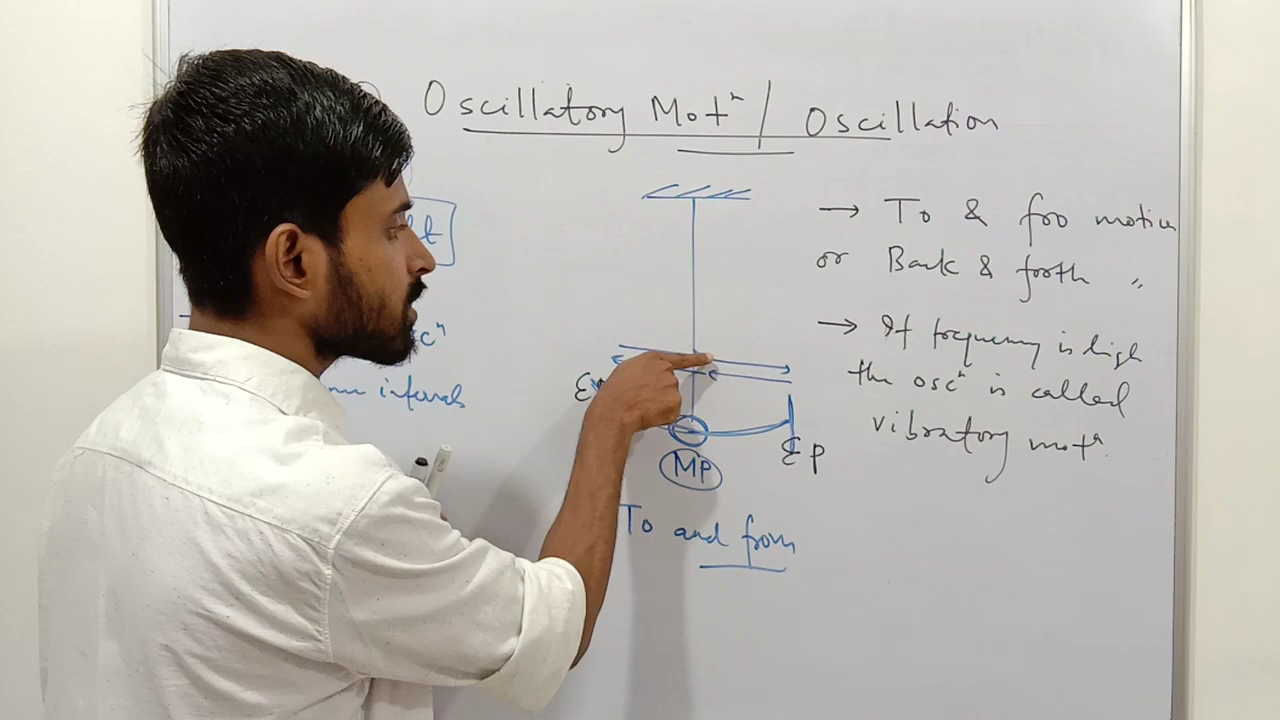 Oscillatory Motⁿ / Oscillation
→ To & fro motion
or Back & forth "
→ If frequency is high
the oscⁿ is called
vibratory motⁿ.
intervals
EP
MP
To and from